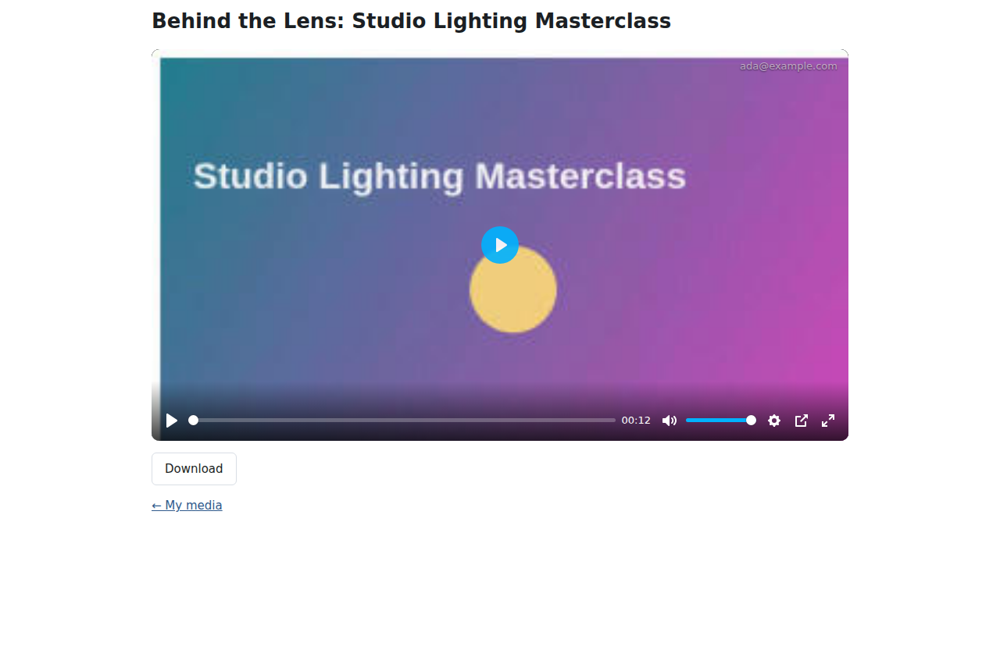 Behind the Lens: Studio Lighting Masterclass
ada@example.com
Studio Lighting Masterclass
00:12
Download
← My media